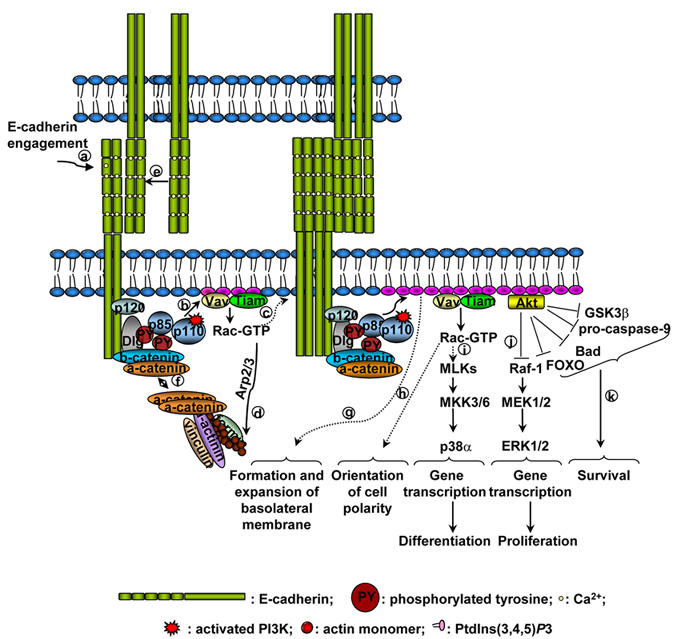 E-cadherin
engagement
a
e
p120
b
Vav
Tiam
c
p85
p110
PY
Dlg
PY
Rac-GTP
b-catenin
a-catenin
f
Arp2/3
a-catenin
a-catenin
vinculin
d
p120
p110
PY
Dlg
PY
b-catenin
a-catenin
Vav
Tiam
Rac-GTP
i
MLKs
MKK3/6
p38α
g
h
Akt
GSK3β
pro-caspase-9
j
Bad
Raf-1
FOXO
MEK1/2
ERK1/2
k
Formation and
expansion of
basolateral
membrane
Orientation
of cell
polarity
Gene
transcription
Gene
transcription
Survival
Differentiation
Proliferation
: E-cadherin; PY : phosphorylated tyrosine; : Ca2+;
: activated PI3K; : actin monomer; : PtdIns(3,4,5)P3